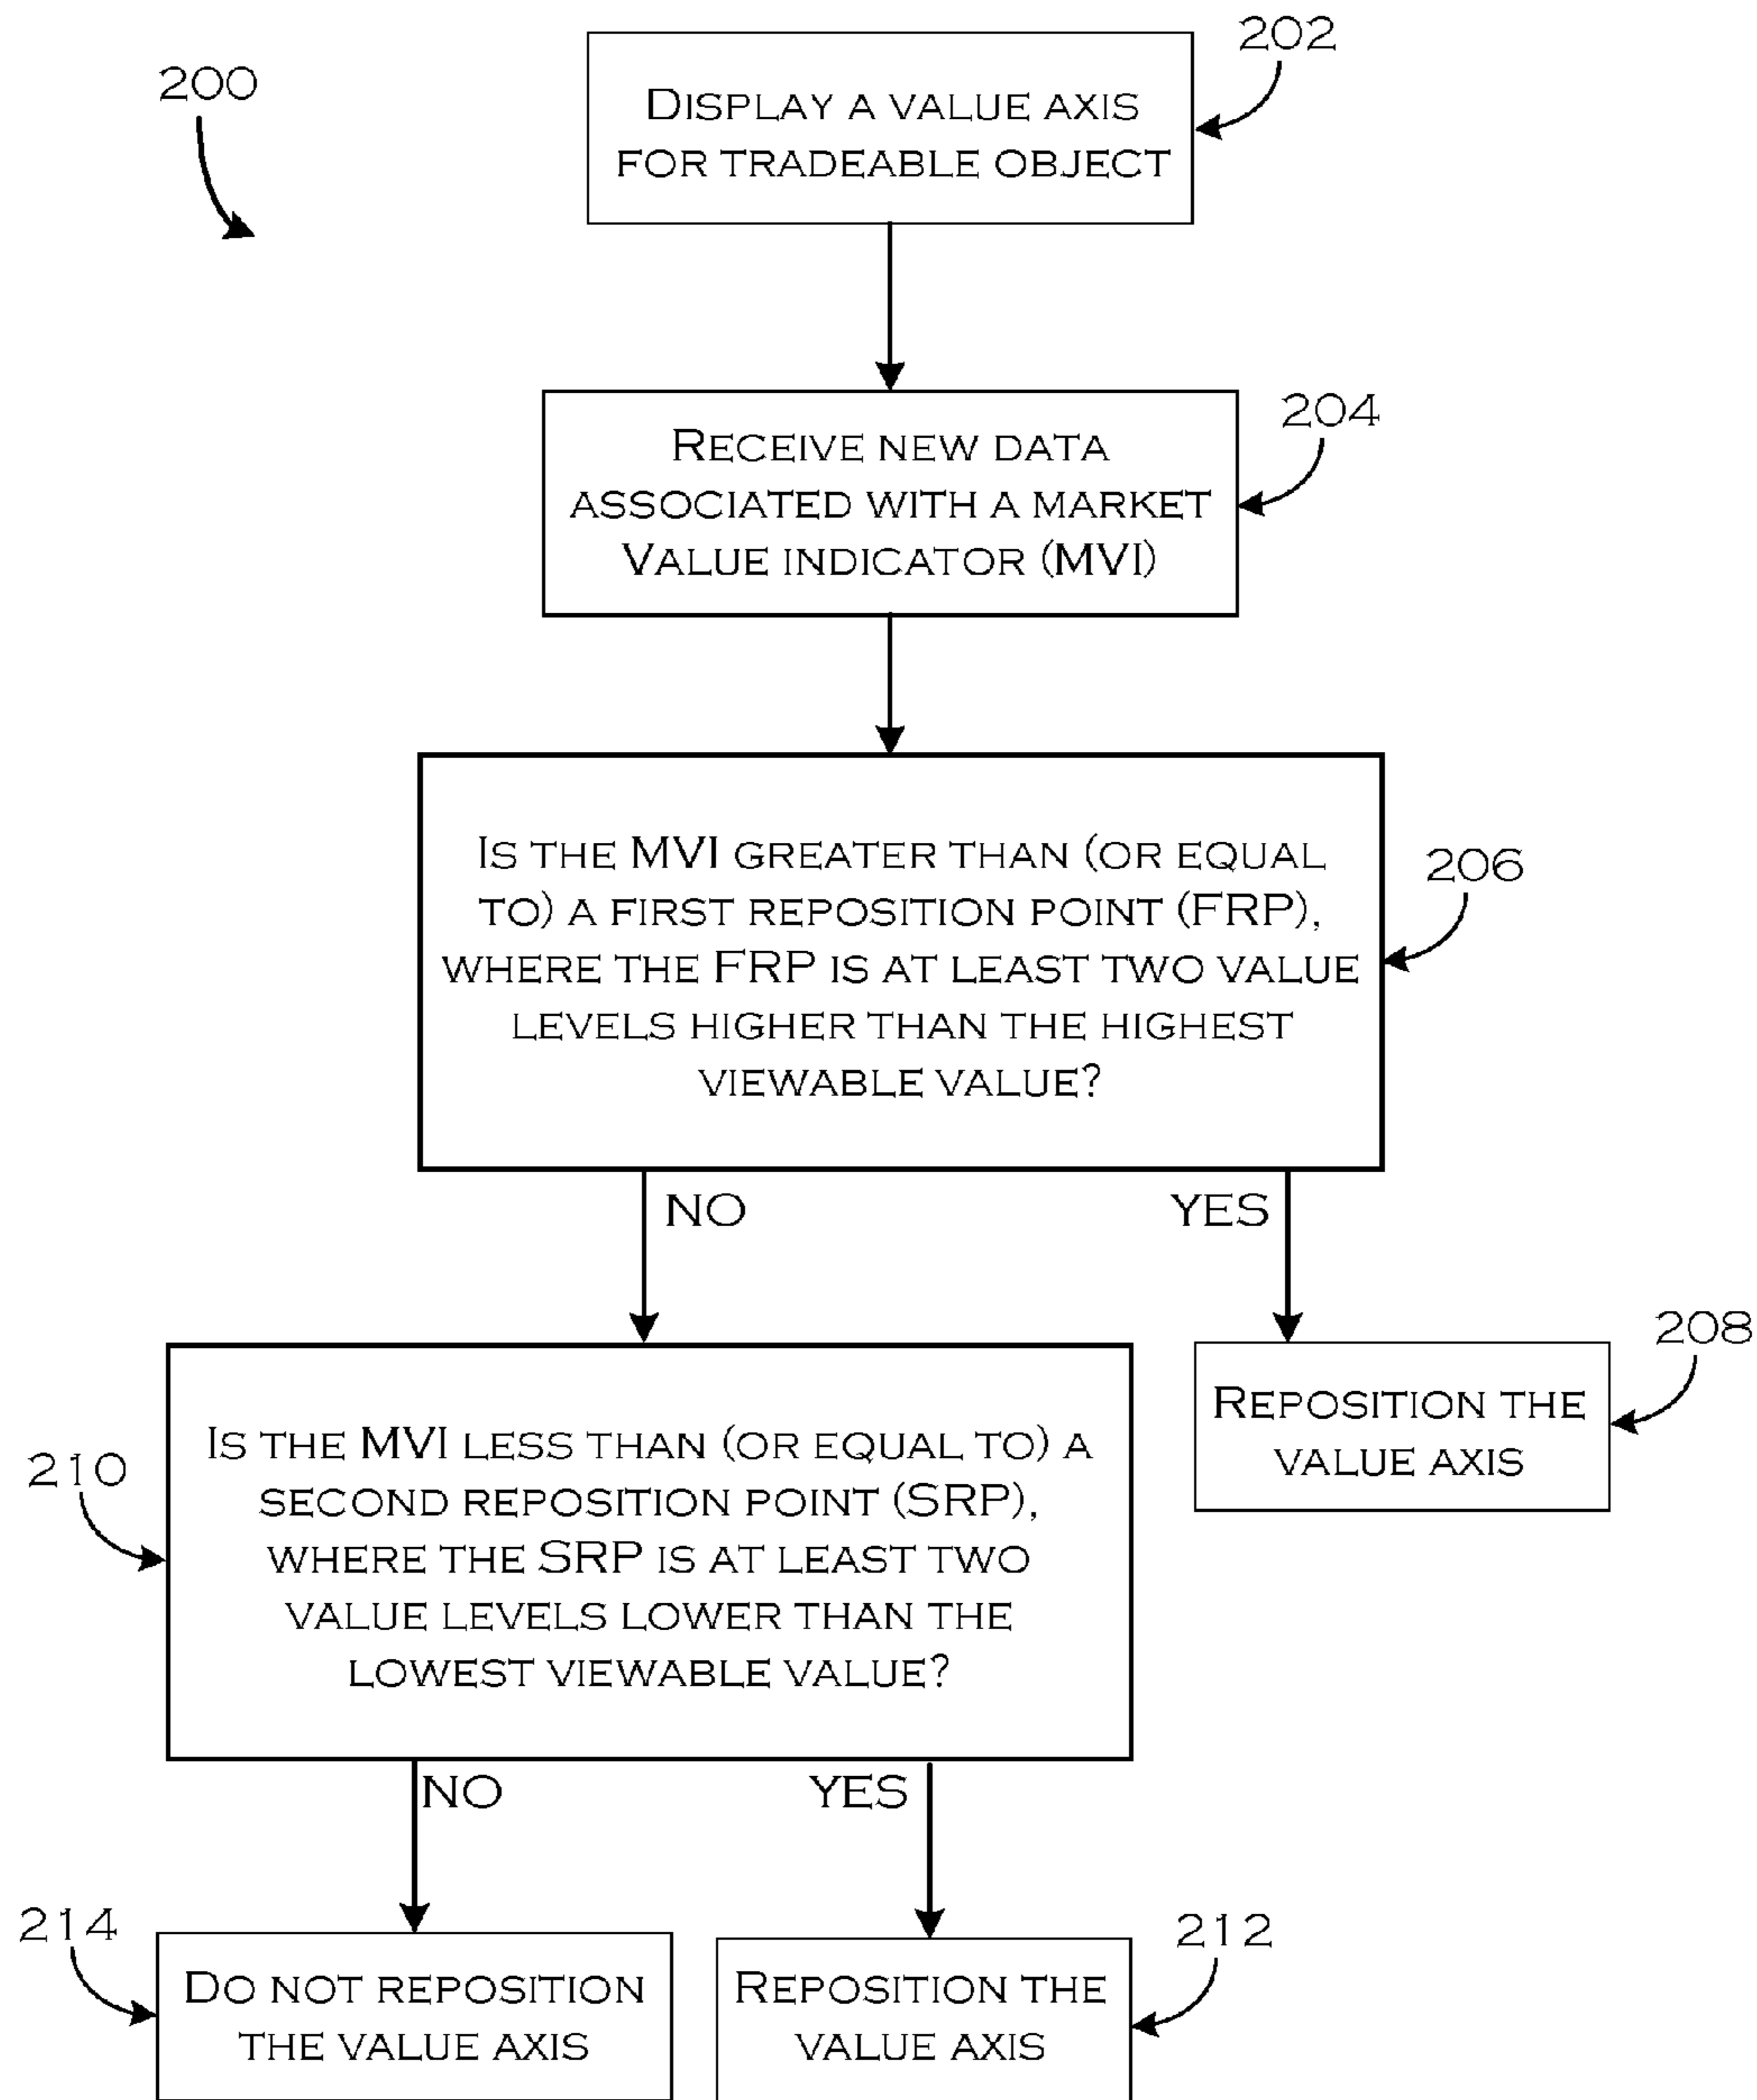 200
202
DISPLAY A VALUE AXIS
FOR TRADEABLE OBJECT
204
RECEIVE NEW DATA
ASSOCIATED WITH A MARKET
VALUE INDICATOR (MVI)
206
IS THE MVI GREATER THAN (OR EQUAL
TO) A FIRST REPOSITION POINT (FRP),
WHERE THE FRP IS AT LEAST TWO VALUE
LEVELS HIGHER THAN THE HIGHEST
VIEWABLE VALUE?
NO
YES
208
REPOSITION THE
VALUE AXIS
210
IS THE MVI LESS THAN (OR EQUAL TO) A
SECOND REPOSITION POINT (SRP),
WHERE THE SRP IS AT LEAST TWO
VALUE LEVELS LOWER THAN THE
LOWEST VIEWABLE VALUE?
NO
YES
214
DO NOT REPOSITION
THE VALUE AXIS
212
REPOSITION THE
VALUE AXIS